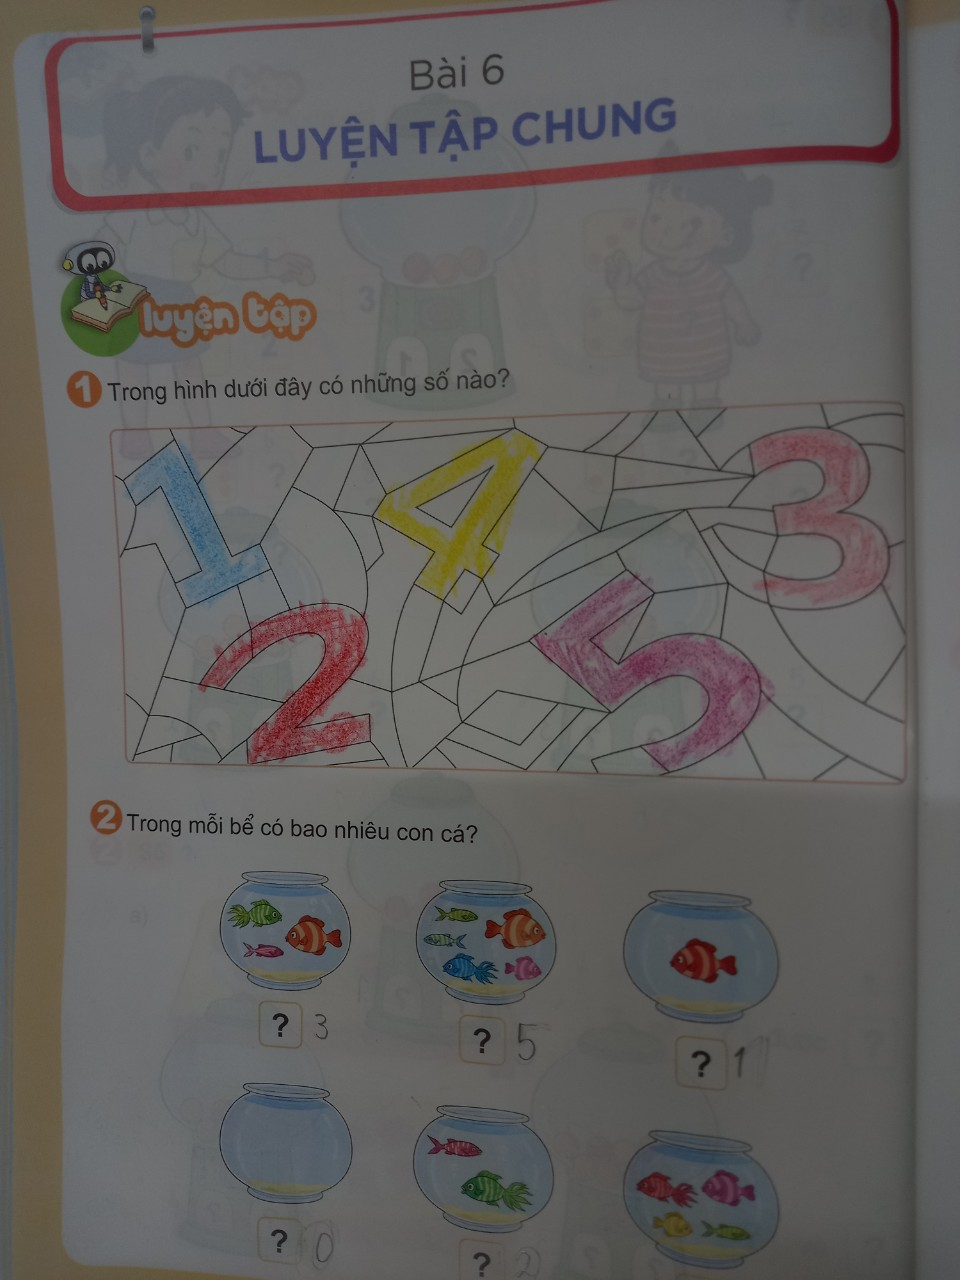 Bài 6
LUYỆN TẬP CHUNG
luyện tập
1 Trong hình dưới đây có những số nào?
1 4 3
2 5
2 Trong mỗi bể có bao nhiêu con cá?
? 3 ? 5 ? 1
? 0 ? 2